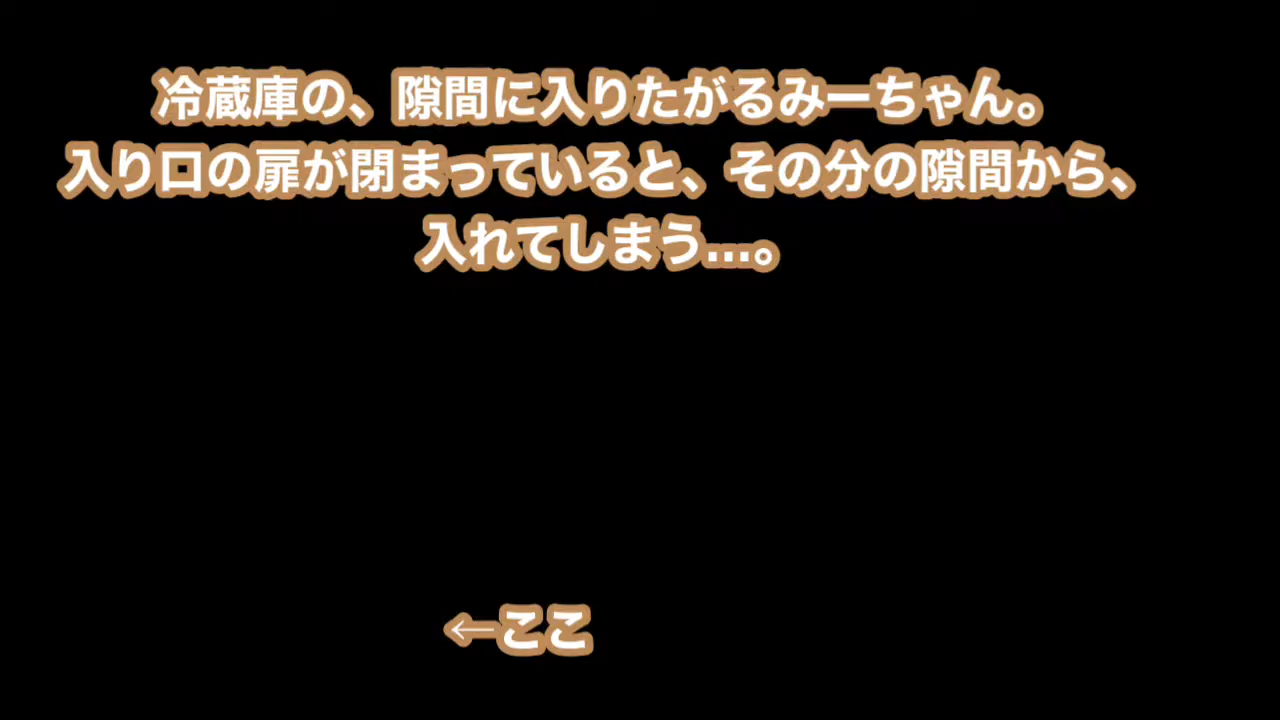 冷蔵庫の、隙間に入りたがるみーちゃん。
入り口の扉が閉まっていると、その分の隙間から、
入れてしまう...。
←ここ